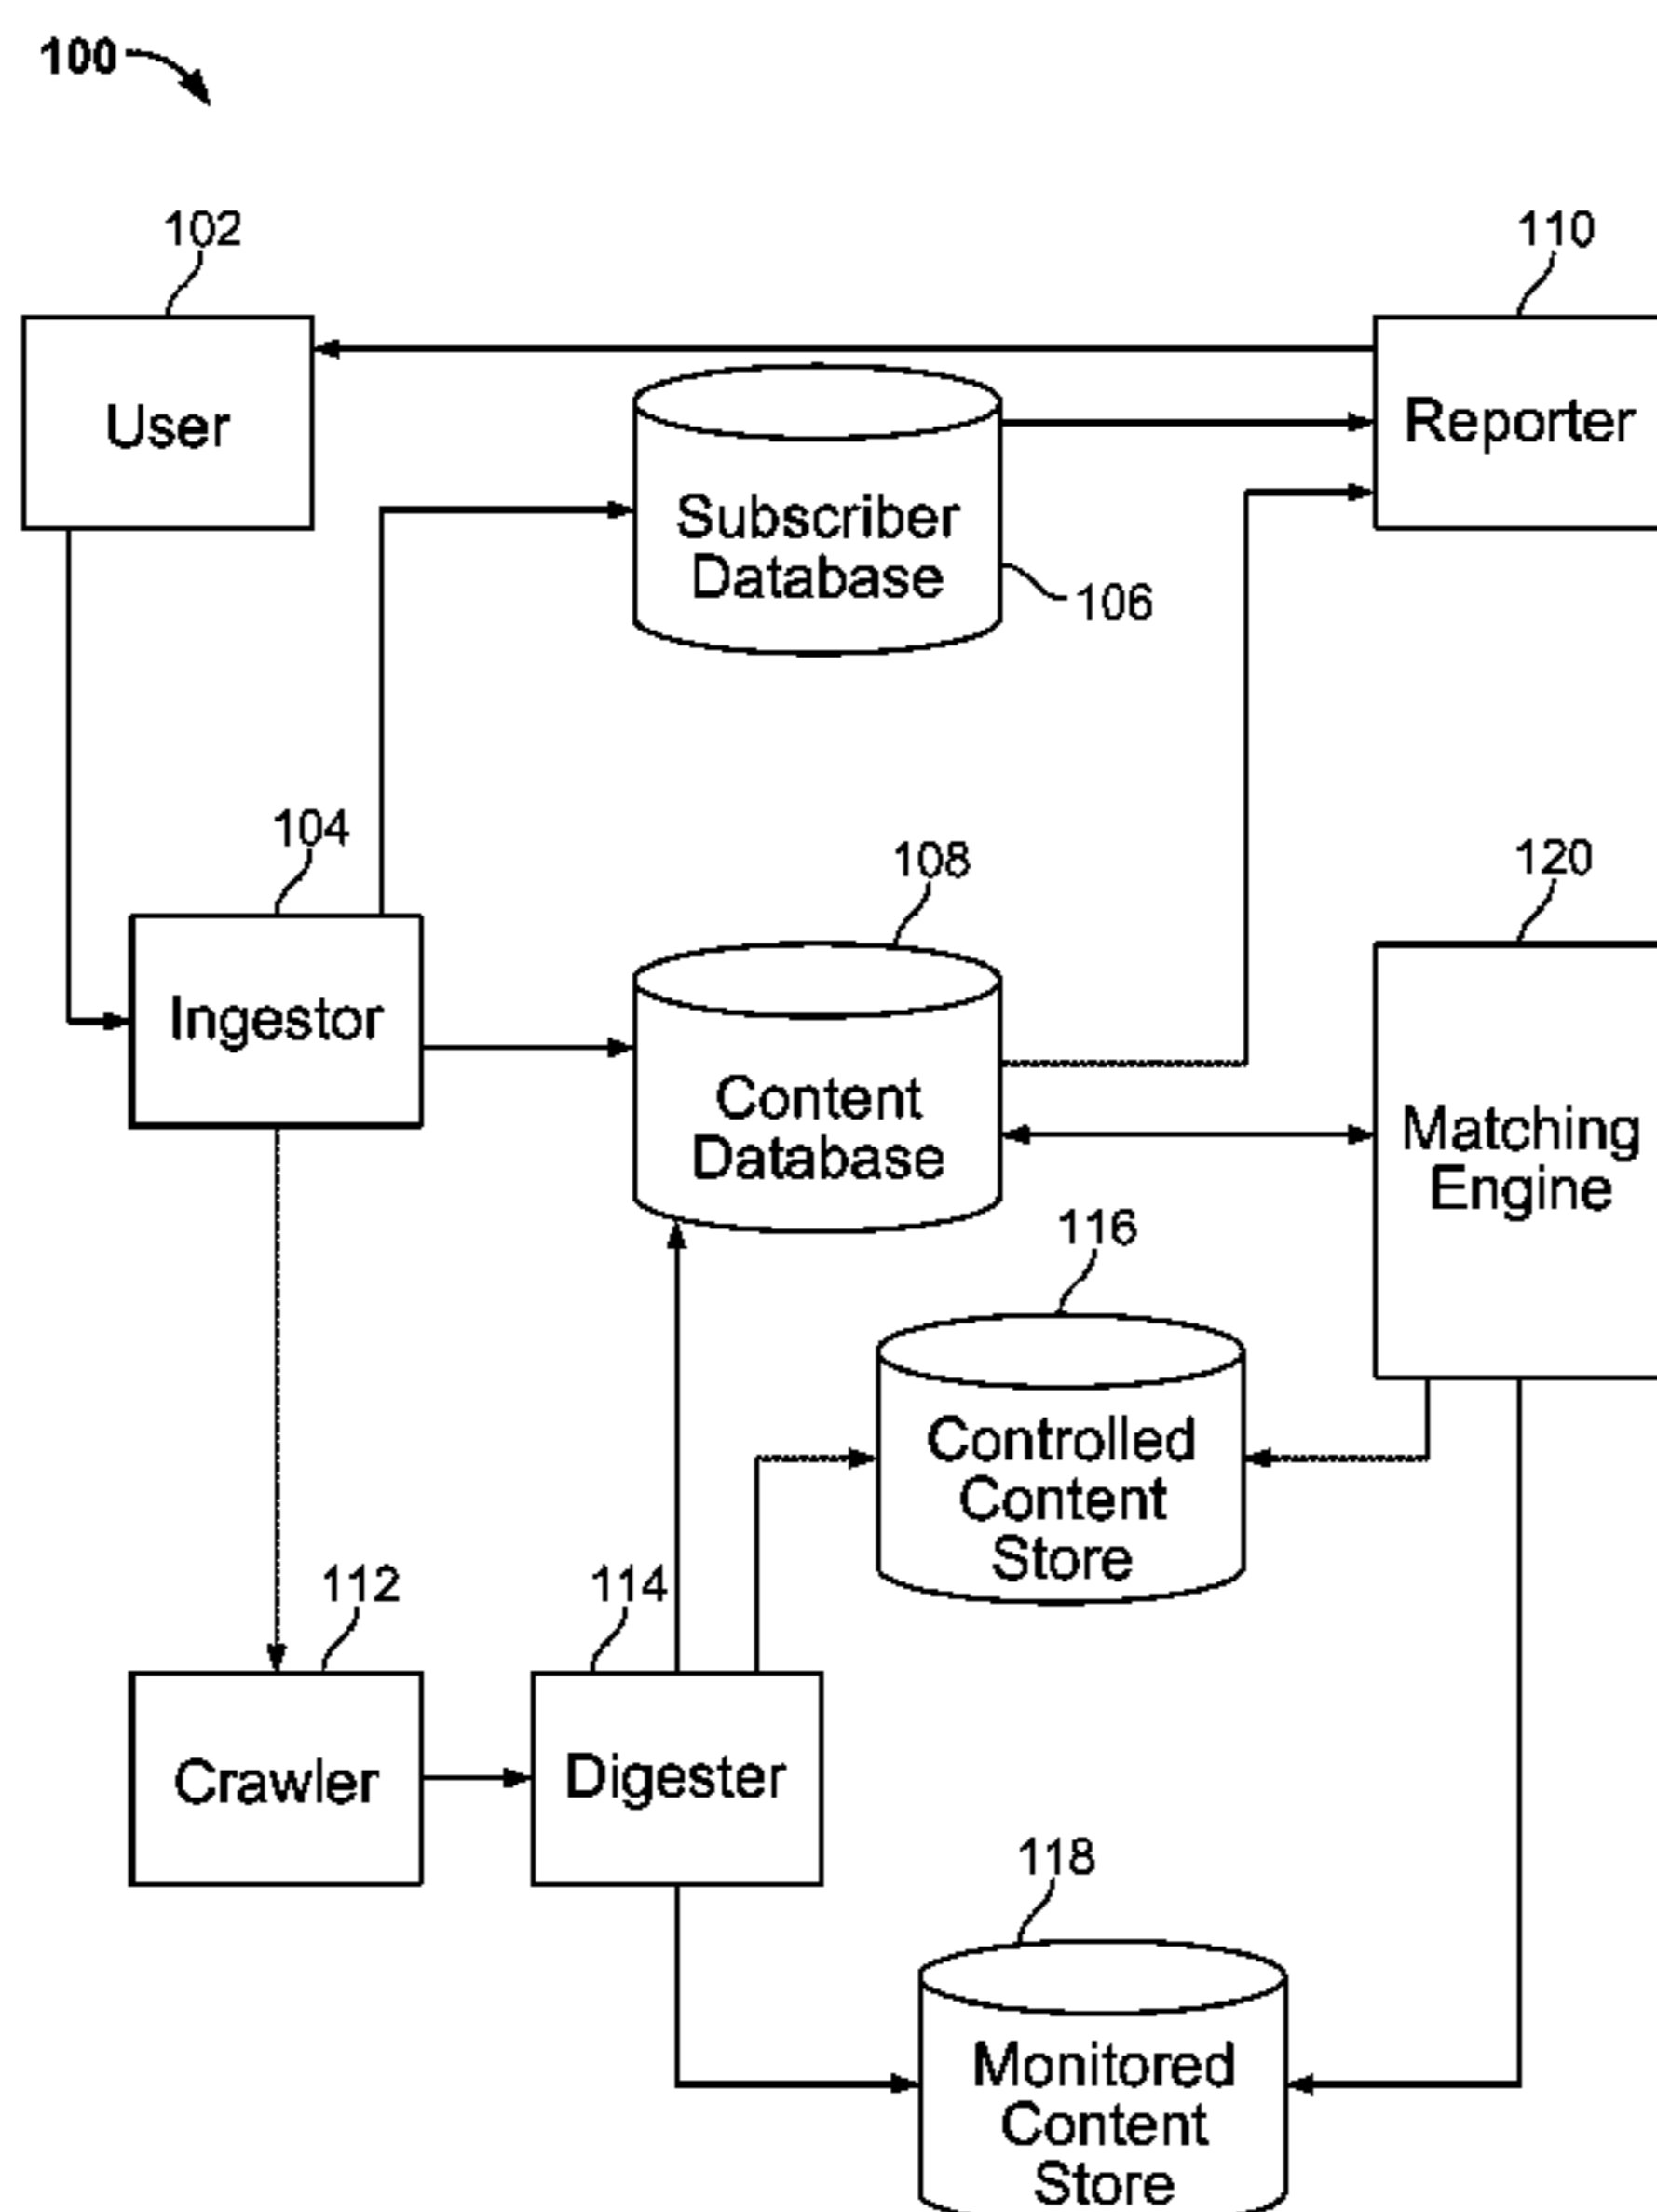 100
102
110
User
Reporter
Subscriber
Database
106
104
108
120
Ingestor
Content
Database
Matching
Engine
116
Controlled
Content
Store
112
114
Crawler
Digester
118
Monitored
Content
Store